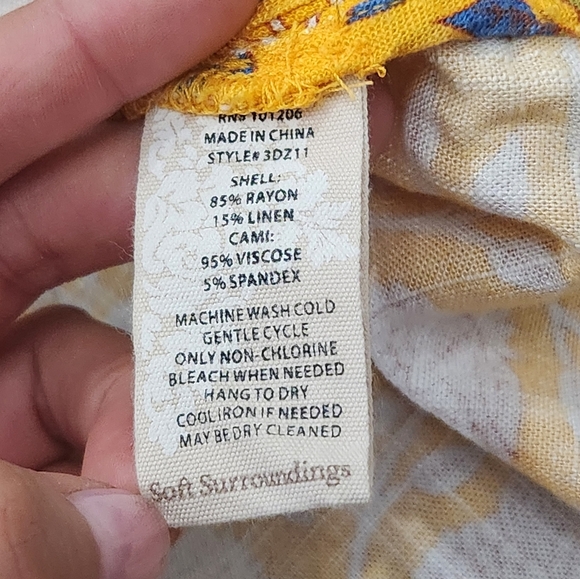 RN# 101206
MADE IN CHINA
STYLE# 3DZ11
SHELL:
85% RAYON
15% LINEN
CAMI:
95% VISCOSE
5% SPANDEX
MACHINE WASH COLD
GENTLE CYCLE
ONLY NON-CHLORINE
BLEACH WHEN NEEDED
HANG TO DRY
COOL IRON IF NEEDED
MAY BE DRY CLEANED
Soft Surroundings